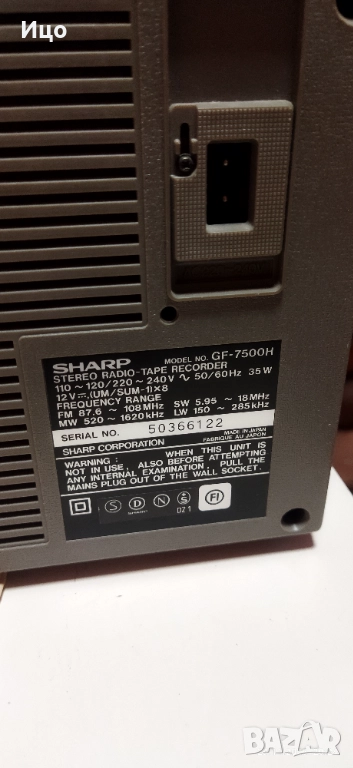 Ицо
SHARP MODEL NO. GF-7500H
STEREO RADIO-TAPE RECORDER
110 ~ 120/220 ~ 240V ∿ 50/60Hz 35W
12V⎓(UM/SUM-1)×8
FREQUENCY RANGE
FM 87.6 ~ 108MHz SW 5.95 ~ 18MHz
MW 520 ~ 1620kHz LW 150 ~ 285kHz
SERIAL NO. 50366122
SHARP CORPORATION MADE IN JAPAN
FABRIQUÉ AU JAPON
WARNING : WHEN THIS UNIT IS
NOT IN USE, ALSO BEFORE ATTEMPTING
ANY INTERNAL EXAMINATION, PULL THE
MAINS PLUG OUT OF THE WALL SOCKET.
S D N S FI
DZ1
BAZAR